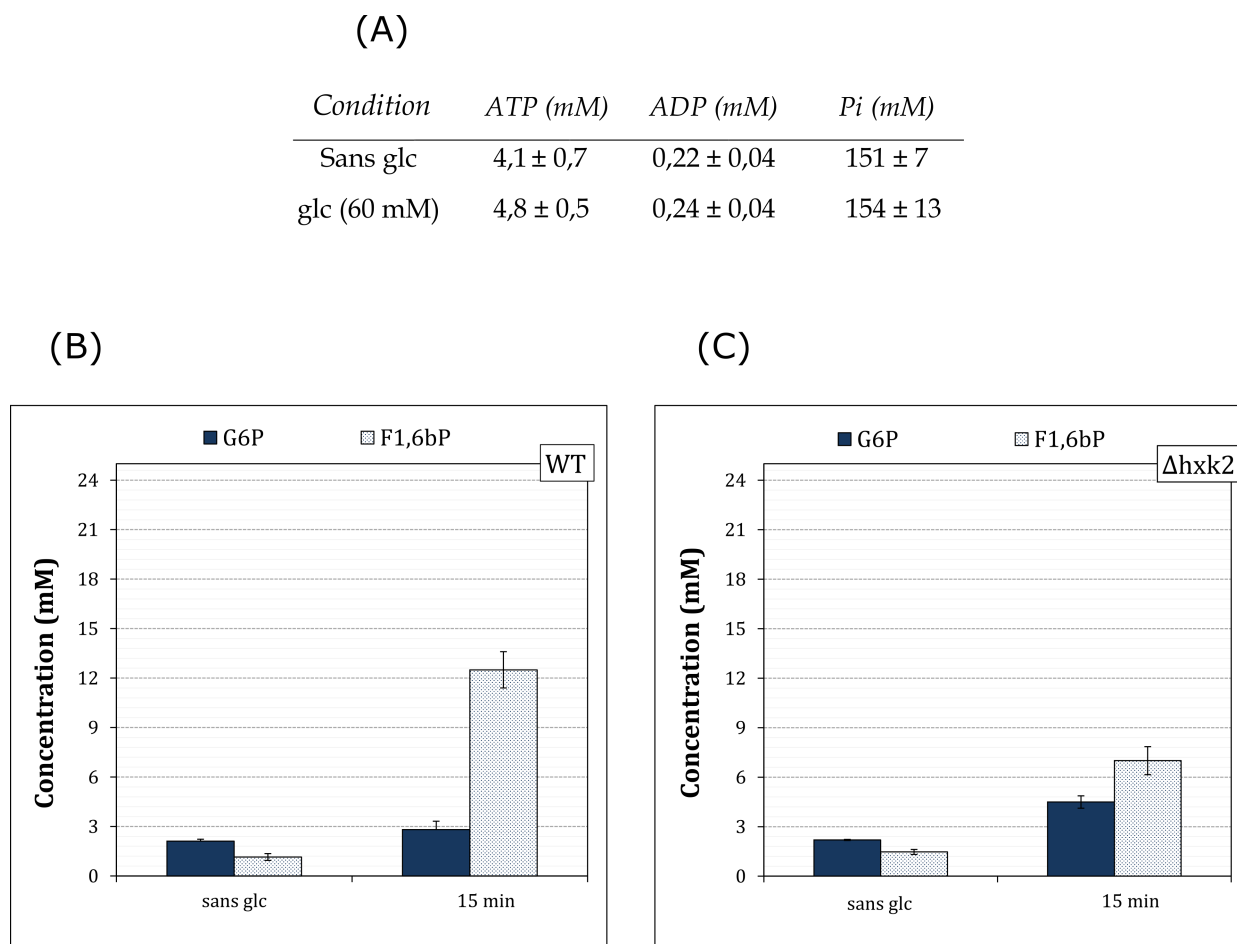 (A)
Condition ATP (mM) ADP (mM) Pi (mM)
Sans glc 4,1 ± 0,7 0,22 ± 0,04 151 ± 7
glc (60 mM) 4,8 ± 0,5 0,24 ± 0,04 154 ± 13
(B)
G6P F1,6bP
WT
Concentration (mM)
24
21
18
15
12
9
6
3
0
sans glc 15 min
(C)
G6P F1,6bP
Δhxk2
Concentration (mM)
24
21
18
15
12
9
6
3
0
sans glc 15 min